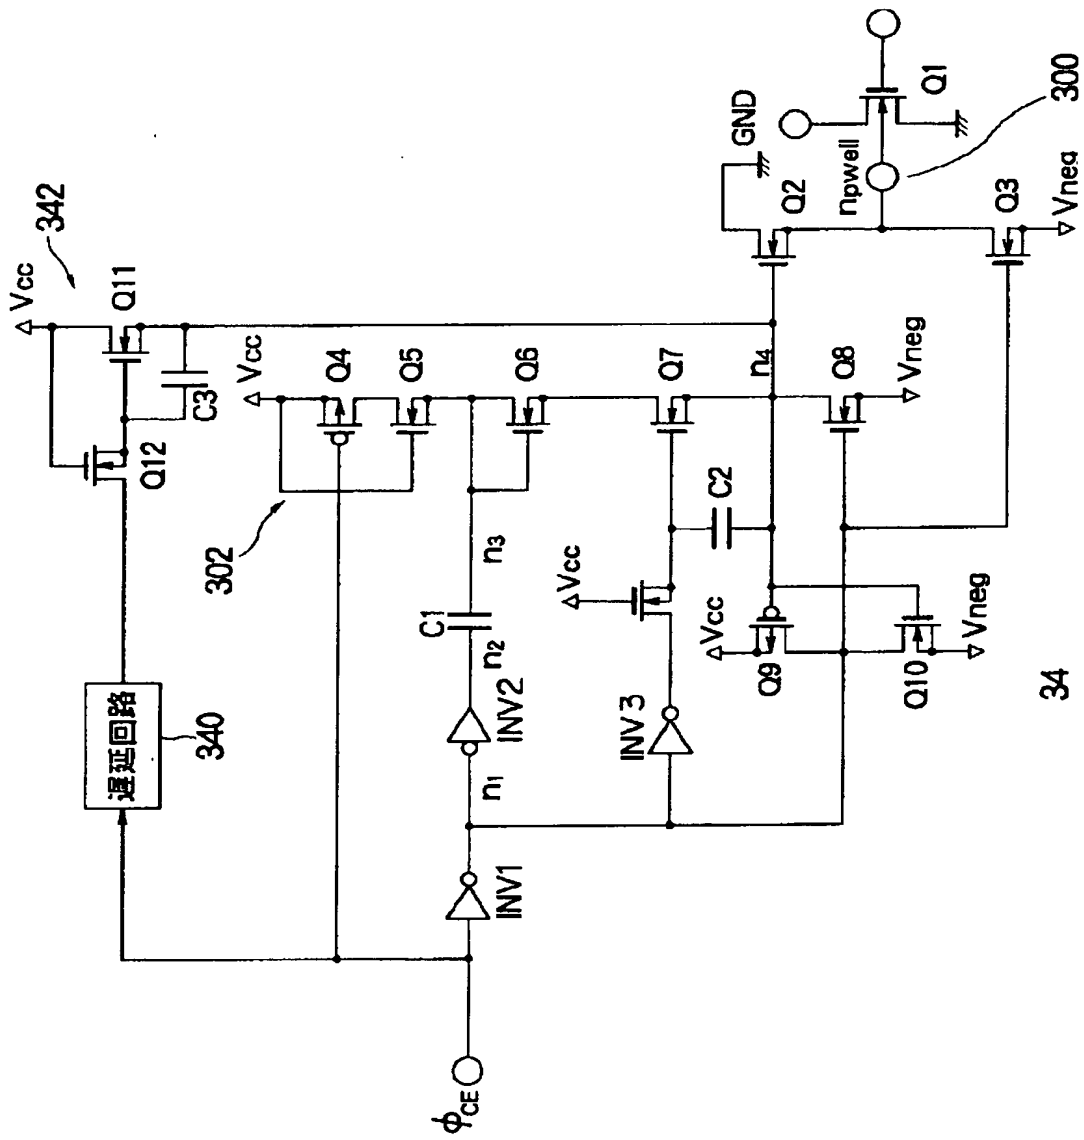 342
Vcc
Q11
C3
Q12
Vcc
Q4
Q5
302
Q6
n3
C1
n2
INV2
n1
INV1
遅延回路
340
ΦCE
INV3
Vcc
C2
Q7
n4
Q8
Vneg
Vcc
Q9
Q10
Vneg
GND
Q2
npwell
Q1
300
Q3
Vneg
34